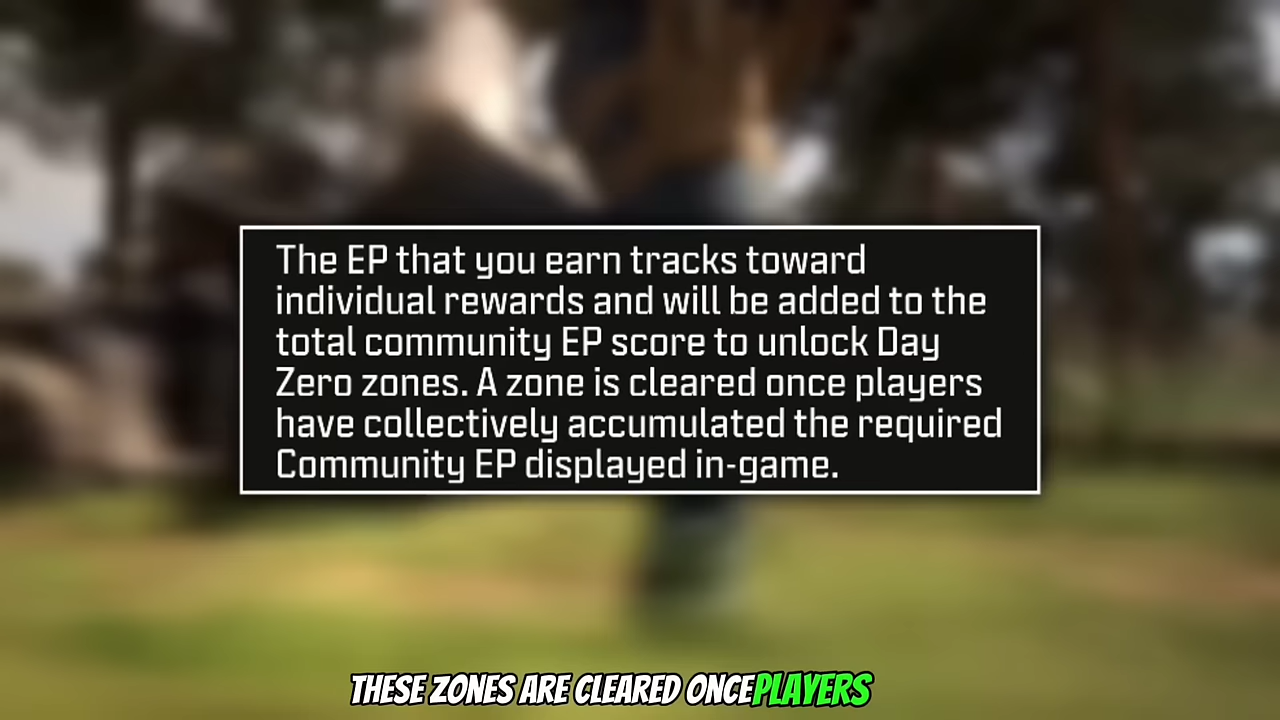 The EP that you earn tracks toward
individual rewards and will be added to the
total community EP score to unlock Day
Zero zones. A zone is cleared once players
have collectively accumulated the required
Community EP displayed in-game.
THESE ZONES ARE CLEARED ONCE PLAYERS